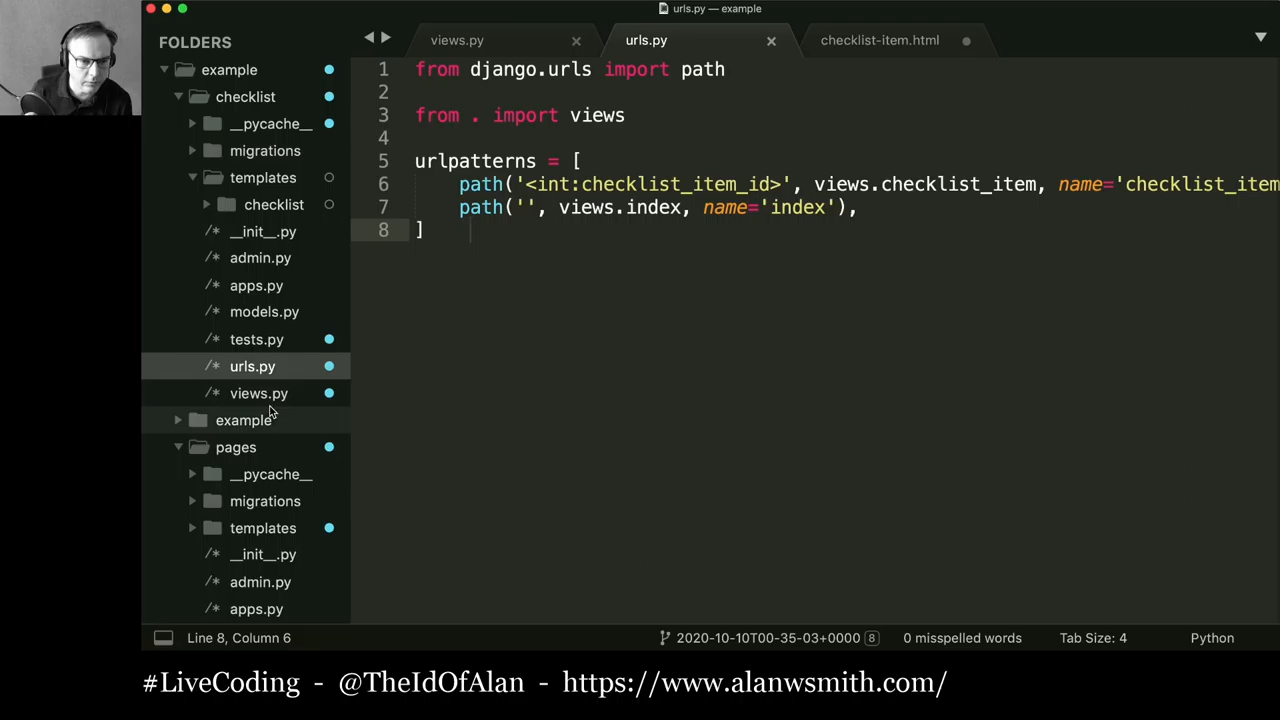 urls.py — example
FOLDERS
example
checklist
__pycache__
migrations
templates
checklist
/* __init__.py
/* admin.py
/* apps.py
/* models.py
/* tests.py
/* urls.py
/* views.py
example
pages
__pycache__
migrations
templates
/* __init__.py
/* admin.py
/* apps.py
views.py
urls.py
checklist-item.html
1 from django.urls import path
2
3 from . import views
4
5 urlpatterns = [
6 path('<int:checklist_item_id>', views.checklist_item, name='checklist_item
7 path('', views.index, name='index'),
8 ]
Line 8, Column 6
2020-10-10T00-35-03+0000 8
0 misspelled words
Tab Size: 4
Python
#LiveCoding - @TheIdOfAlan - https://www.alanwsmith.com/